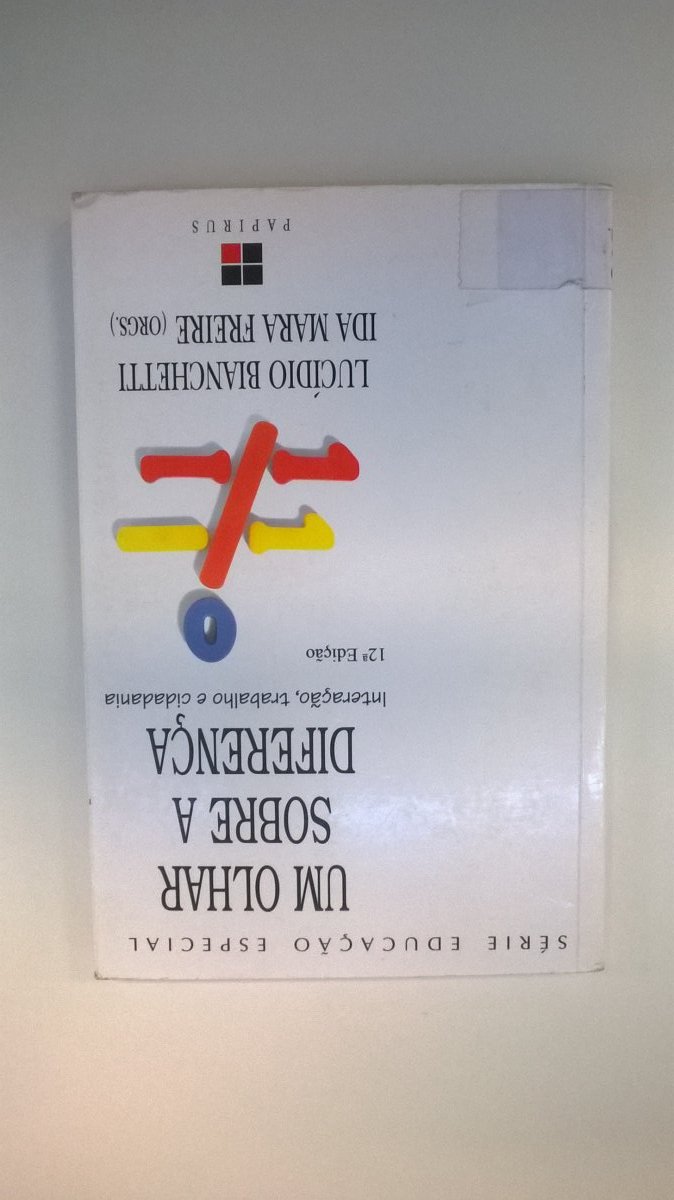 SÉRIE EDUCAÇÃO ESPECIAL
UM OLHAR
SOBRE A
DIFERENÇA
Interação, trabalho e cidadania
12ª Edição
LUCÍDIO BIANCHETTI
IDA MARA FREIRE (ORGS.)
PAPIRUS